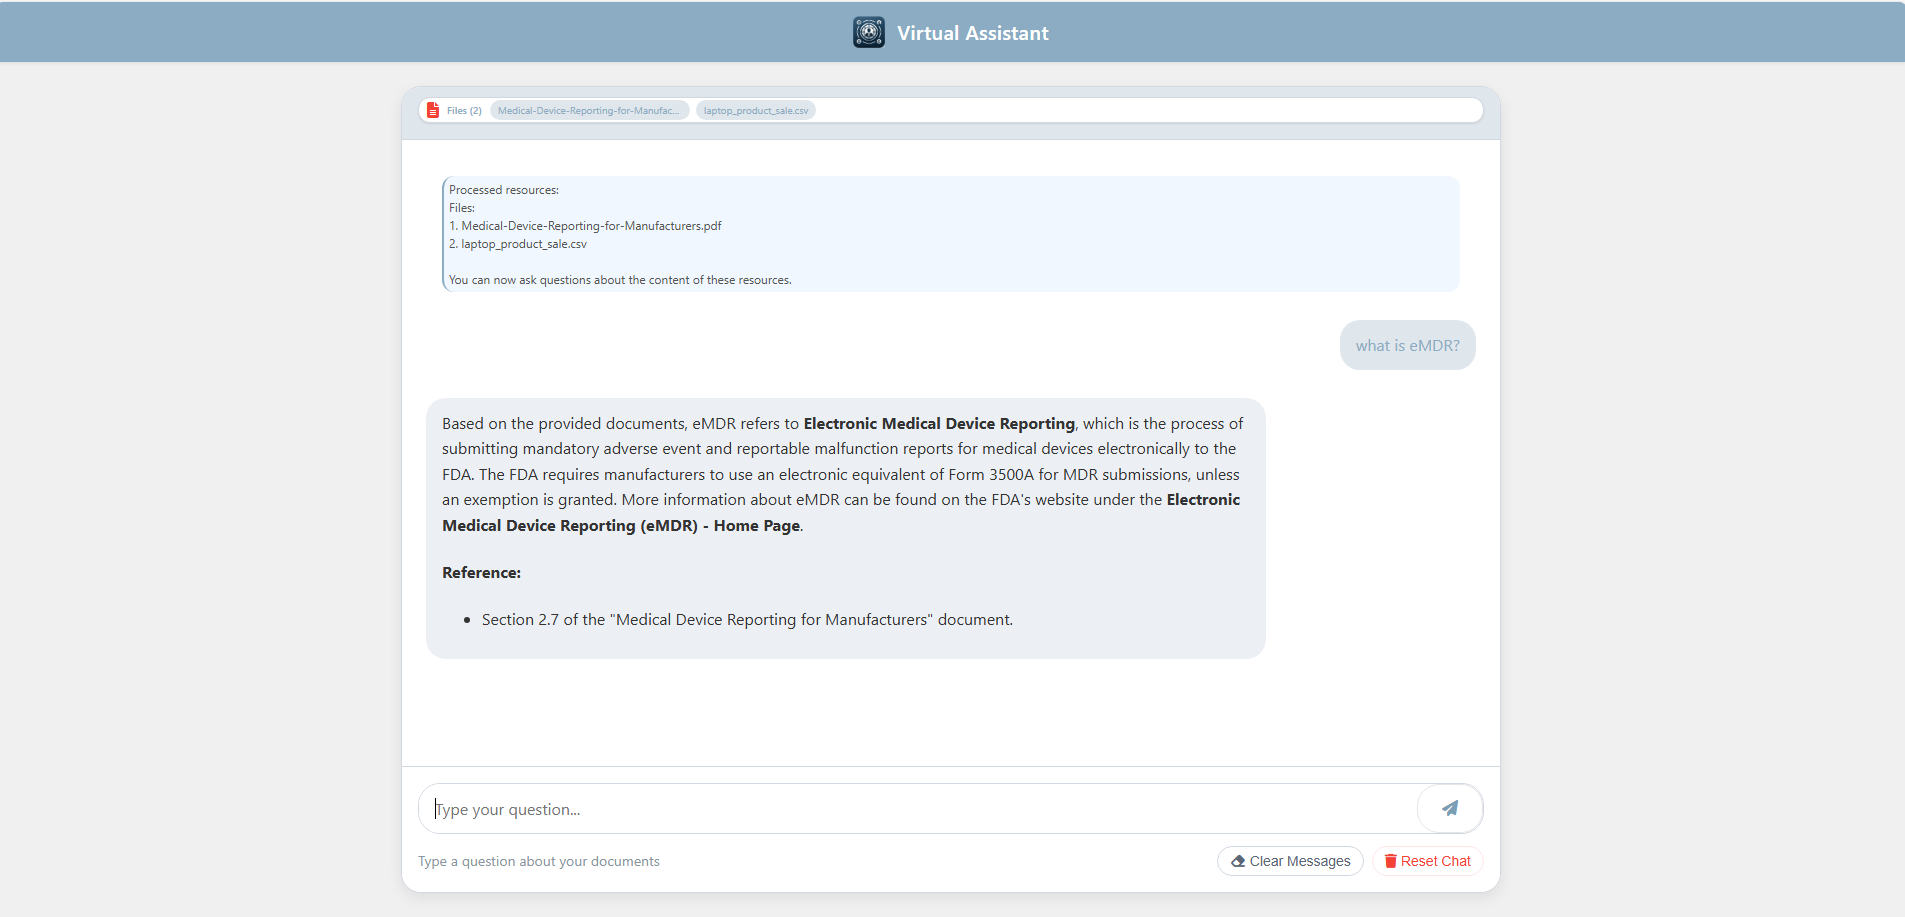 Virtual Assistant
Files (2) Medical-Device-Reporting-for-Manufac... laptop_product_sale.csv
Processed resources:
Files:
1. Medical-Device-Reporting-for-Manufacturers.pdf
2. laptop_product_sale.csv
You can now ask questions about the content of these resources.
what is eMDR?
Based on the provided documents, eMDR refers to Electronic Medical Device Reporting, which is the process of
submitting mandatory adverse event and reportable malfunction reports for medical devices electronically to the
FDA. The FDA requires manufacturers to use an electronic equivalent of Form 3500A for MDR submissions, unless
an exemption is granted. More information about eMDR can be found on the FDA's website under the Electronic
Medical Device Reporting (eMDR) - Home Page.
Reference:
• Section 2.7 of the "Medical Device Reporting for Manufacturers" document.
Type your question...
Type a question about your documents
Clear Messages Reset Chat